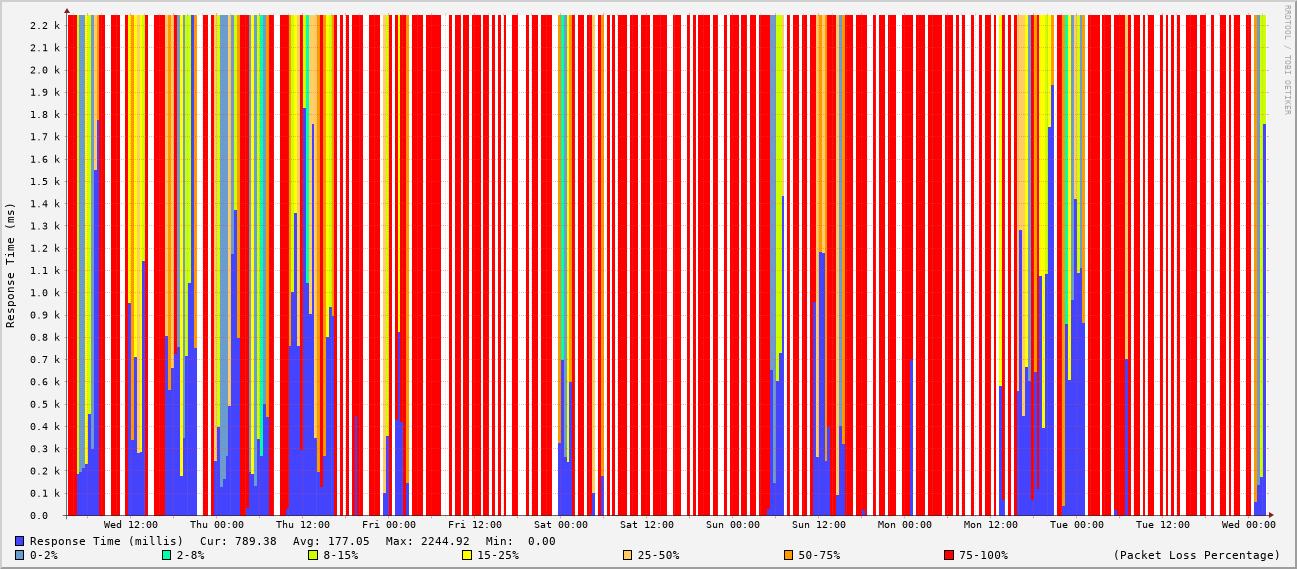 2.2 k
2.1 k
2.0 k
1.9 k
1.8 k
1.7 k
1.6 k
1.5 k
1.4 k
1.3 k
1.2 k
1.1 k
1.0 k
0.9 k
0.8 k
0.7 k
0.6 k
0.5 k
0.4 k
0.3 k
0.2 k
0.1 k
0.0
Response Time (ms)
RRDTOOL / TOBI OETIKER
Wed 12:00 Thu 00:00 Thu 12:00 Fri 00:00 Fri 12:00 Sat 00:00 Sat 12:00 Sun 00:00 Sun 12:00 Mon 00:00 Mon 12:00 Tue 00:00 Tue 12:00 Wed 00:00
Response Time (millis) Cur: 789.38 Avg: 177.05 Max: 2244.92 Min: 0.00
0-2% 2-8% 8-15% 15-25% 25-50% 50-75% 75-100% (Packet Loss Percentage)